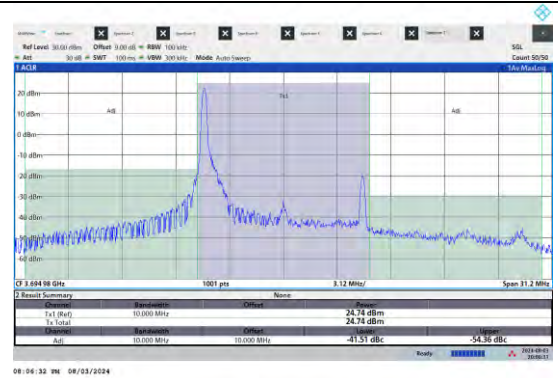 Ref Level 30.00 dBm Offset 9.00 dB RBW 100 kHz SGL
Att 30 dB SWT 100 ms VBW 300 kHz Mode Auto Sweep Count 50/50
1 ACLR 1Av MaxLog
Tx1
20 dBm
10 dBm Adj Adj
0 dBm
-10 dBm
-20 dBm
-30 dBm
-40 dBm
-50 dBm
-60 dBm
CF 3.694 98 GHz 1001 pts 3.12 MHz/ Span 31.2 MHz
2 Result Summary None
Channel Bandwidth Offset Power
Tx1 (Ref) 10.000 MHz 24.74 dBm
Tx Total 24.74 dBm
Channel Bandwidth Offset Lower Upper
Adj 10.000 MHz 10.000 MHz -41.51 dBc -54.36 dBc
Ready 2024-08-03
08:06:32 PM 08/03/2024